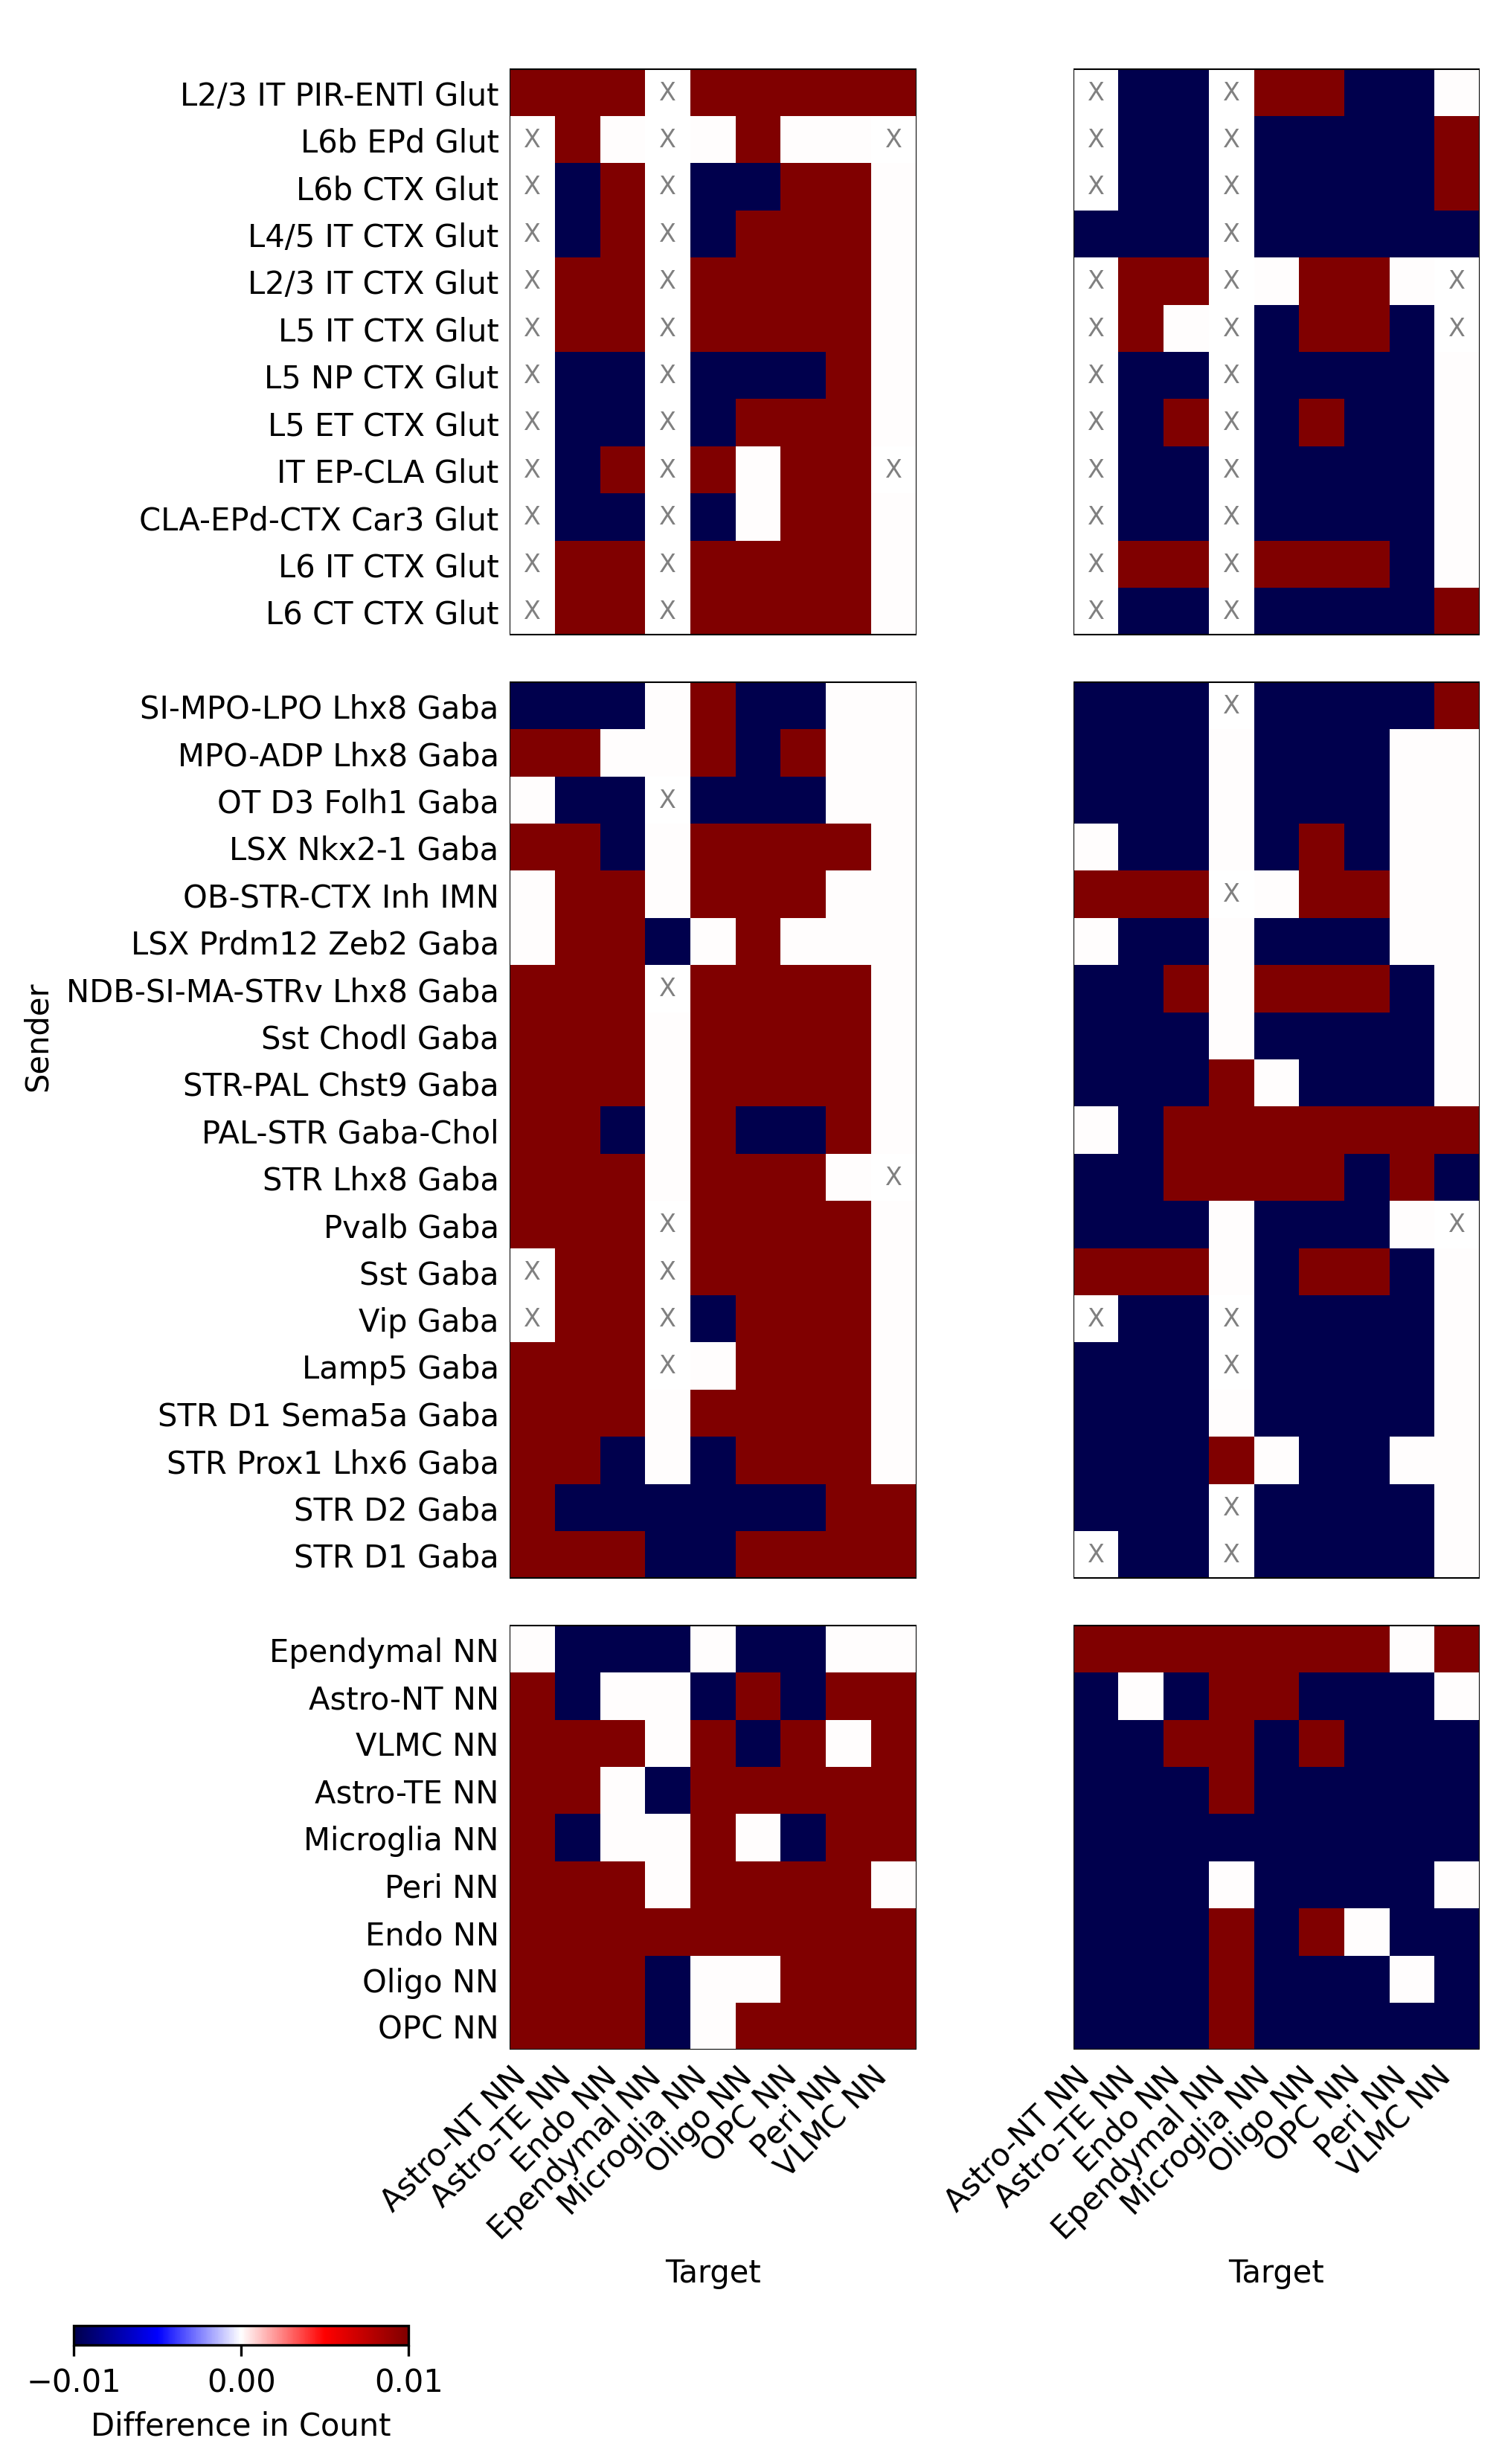 L2/3 IT PIR-ENTl Glut X X X
L6b EPd Glut X X X X X
L6b CTX Glut X X X X
L4/5 IT CTX Glut X X X
L2/3 IT CTX Glut X X X X X
L5 IT CTX Glut X X X X X
L5 NP CTX Glut X X X X
L5 ET CTX Glut X X X X
IT EP-CLA Glut X X X X X
CLA-EPd-CTX Car3 Glut X X X X
L6 IT CTX Glut X X X X
L6 CT CTX Glut X X X X
Sender
SI-MPO-LPO Lhx8 Gaba X
MPO-ADP Lhx8 Gaba
OT D3 Folh1 Gaba X
LSX Nkx2-1 Gaba
OB-STR-CTX Inh IMN X
LSX Prdm12 Zeb2 Gaba
NDB-SI-MA-STRv Lhx8 Gaba X
Sst Chodl Gaba
STR-PAL Chst9 Gaba
PAL-STR Gaba-Chol
STR Lhx8 Gaba X
Pvalb Gaba X X
Sst Gaba X X
Vip Gaba X X X X
Lamp5 Gaba X X
STR D1 Sema5a Gaba
STR Prox1 Lhx6 Gaba
STR D2 Gaba X
STR D1 Gaba X X
Ependymal NN
Astro-NT NN
VLMC NN
Astro-TE NN
Microglia NN
Peri NN
Endo NN
Oligo NN
OPC NN
Astro-NT NN
Astro-TE NN
Endo NN
Ependymal NN
Microglia NN
Oligo NN
OPC NN
Peri NN
VLMC NN
Astro-NT NN
Astro-TE NN
Endo NN
Ependymal NN
Microglia NN
Oligo NN
OPC NN
Peri NN
VLMC NN
Target
Target
−0.01 0.00 0.01
Difference in Count